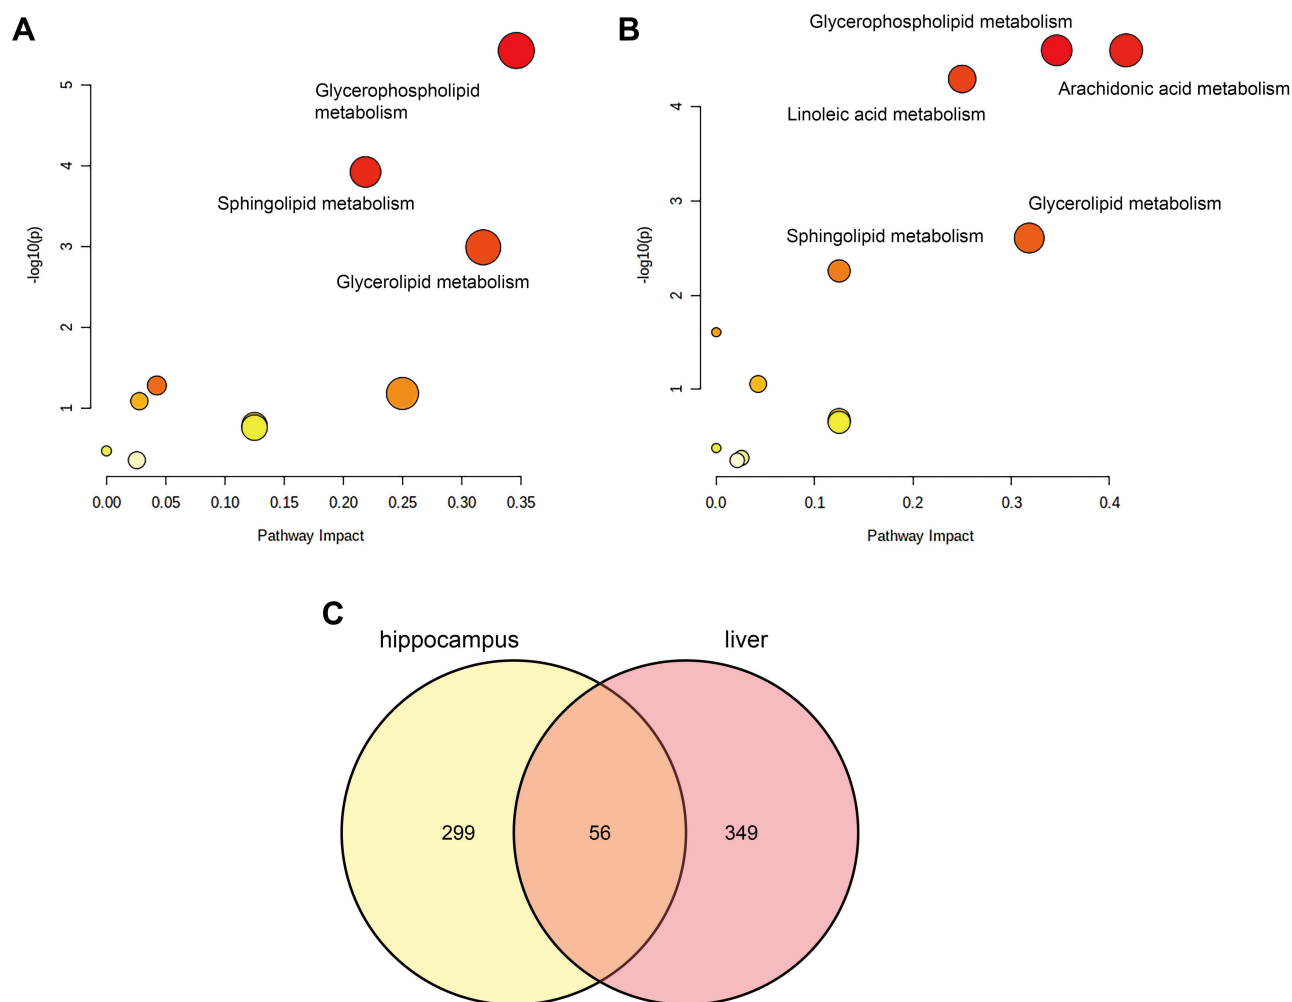 A
Glycerophospholipid
metabolism
Sphingolipid metabolism
Glycerolipid metabolism
-log10(p)
5
4
3
2
1
0.00 0.05 0.10 0.15 0.20 0.25 0.30 0.35
Pathway Impact
B
Glycerophospholipid metabolism
Arachidonic acid metabolism
Linoleic acid metabolism
Glycerolipid metabolism
Sphingolipid metabolism
-log10(p)
4
3
2
1
0.0 0.1 0.2 0.3 0.4
Pathway Impact
C
hippocampus liver
299 56 349